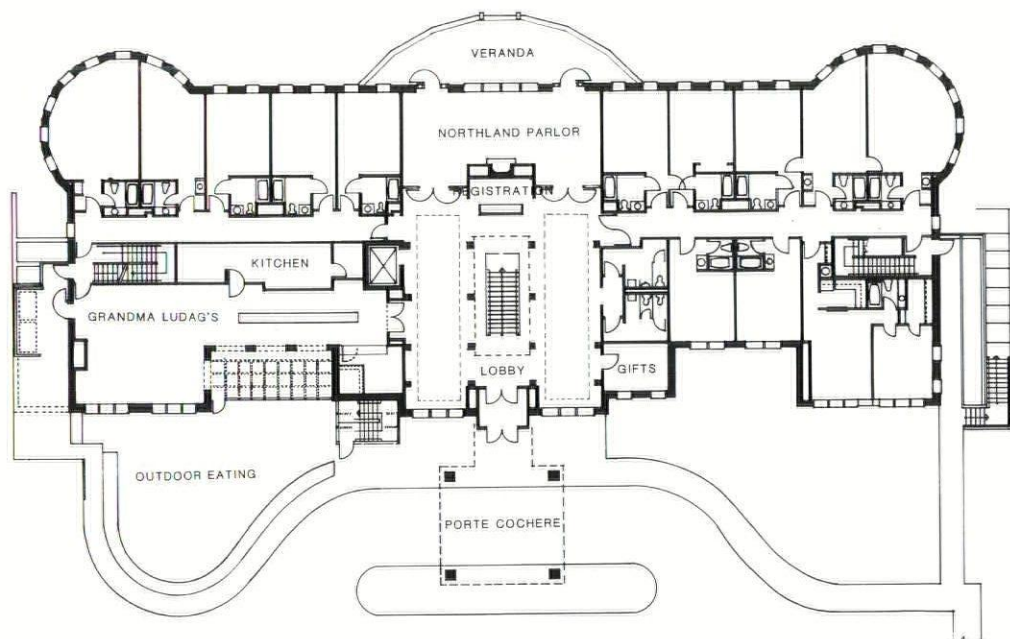 VERANDA
NORTHLAND PARLOR
REGISTRATION
KITCHEN
GRANDMA LUDAG'S
LOBBY
GIFTS
OUTDOOR EATING
PORTE COCHERE